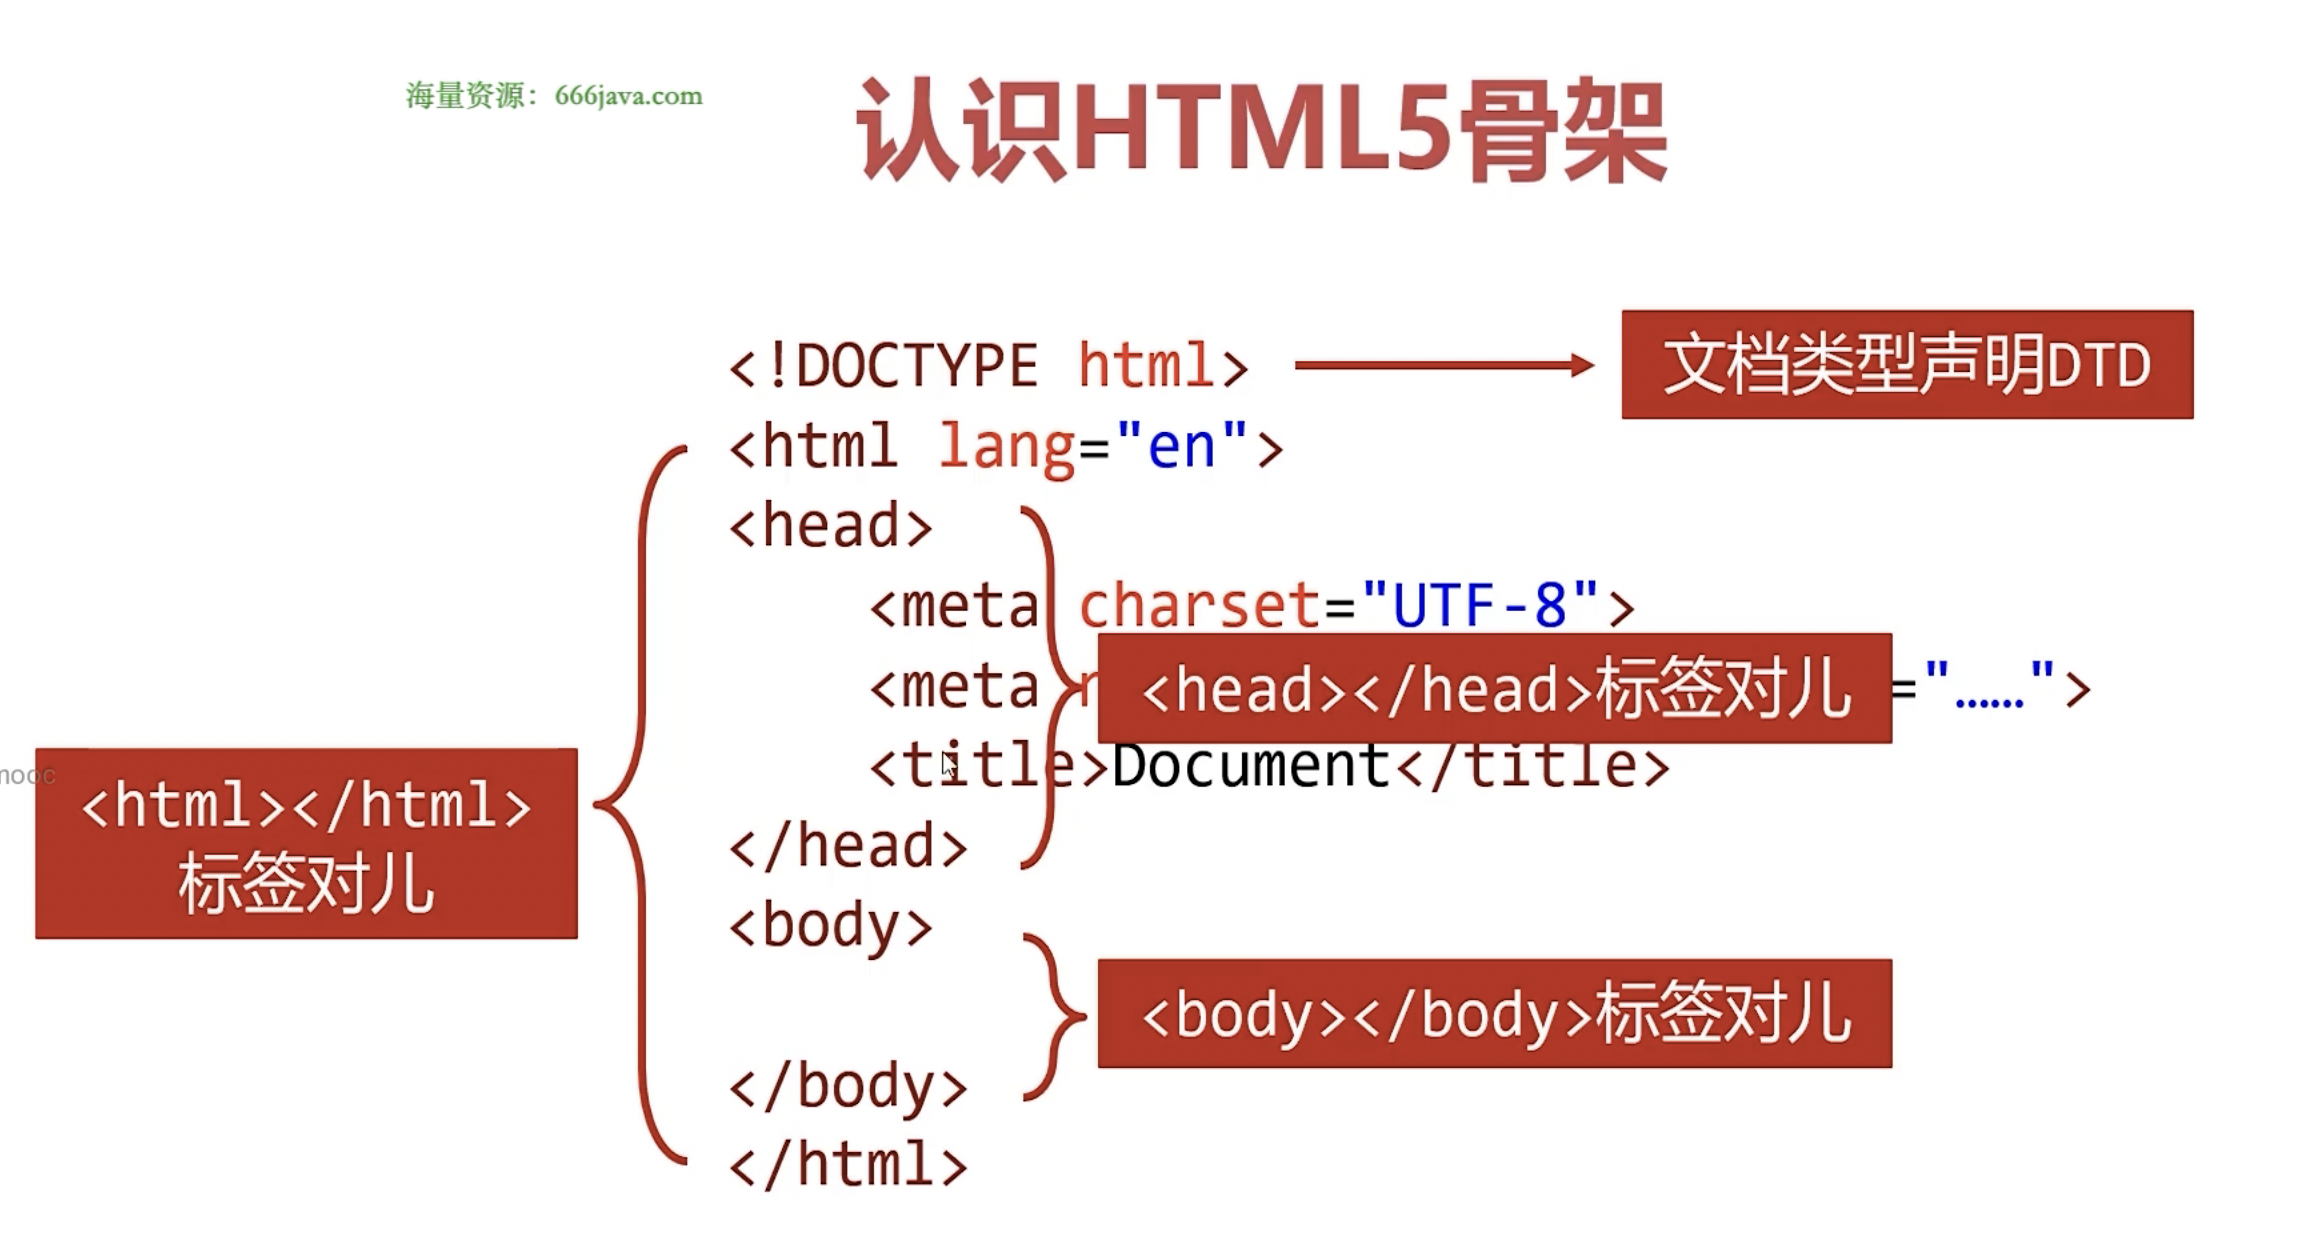 海量资源：666java.com
认识HTML5骨架
<!DOCTYPE html>
文档类型声明DTD
<html lang="en">
<head>
<meta charset="UTF-8">
<meta
<head></head>标签对儿
="……">
<title>Document</title>
<html></html>
标签对儿
</head>
<body>
<body></body>标签对儿
</body>
</html>
mooc